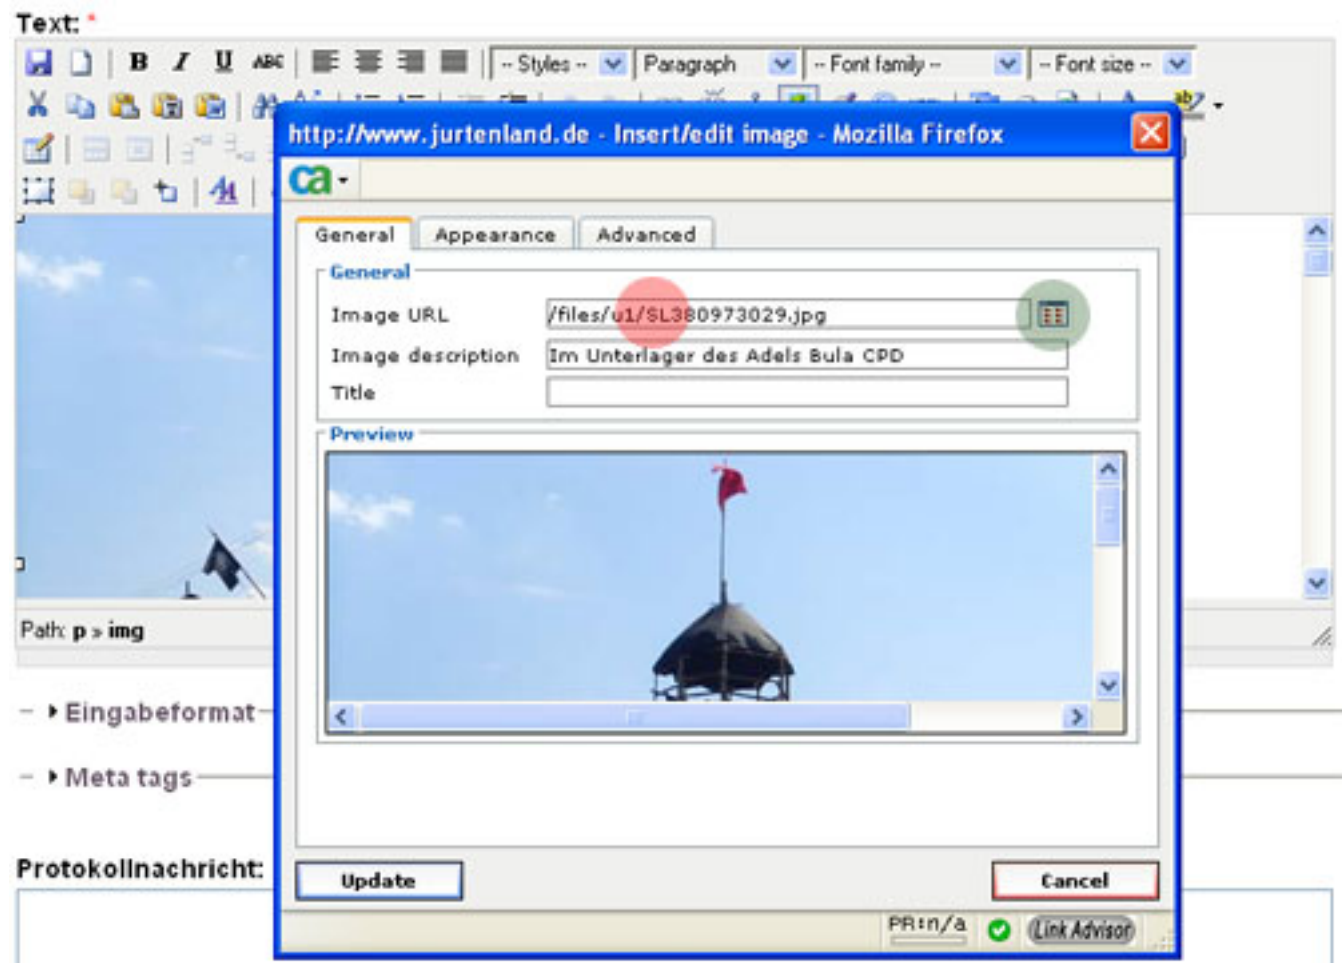 Text: *
B I U ABC -- Styles -- Paragraph -- Font family -- -- Font size --
http://www.jurtenland.de - Insert/edit image - Mozilla Firefox
ca
General Appearance Advanced
General
Image URL /files/u1/SL380973029.jpg
Image description Im Unterlager des Adels Bula CPD
Title
Preview
Path: p » img
Eingabeformat
Meta tags
Protokollnachricht:
Update Cancel
PR:n/a Link Advisor